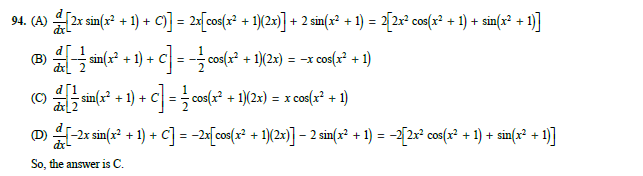 94. (A) d/dx[2x sin(x² + 1) + C)] = 2x[cos(x² + 1)(2x)] + 2 sin(x² + 1) = 2[2x² cos(x² + 1) + sin(x² + 1)]
(B) d/dx[-1/2 sin(x² + 1) + C] = -1/2 cos(x² + 1)(2x) = -x cos(x² + 1)
(C) d/dx[1/2 sin(x² + 1) + C] = 1/2 cos(x² + 1)(2x) = x cos(x² + 1)
(D) d/dx[-2x sin(x² + 1) + C] = -2x[cos(x² + 1)(2x)] - 2 sin(x² + 1) = -2[2x² cos(x² + 1) + sin(x² + 1)]
So, the answer is C.